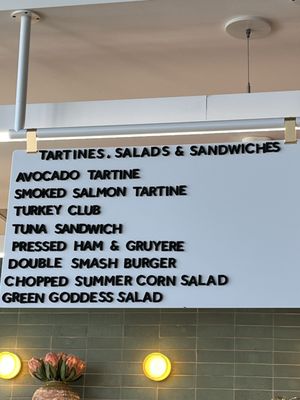 TARTINES. SALADS & SANDWICHES
AVOCADO TARTINE
SMOKED SALMON TARTINE
TURKEY CLUB
TUNA SANDWICH
PRESSED HAM & GRUYERE
DOUBLE SMASH BURGER
CHOPPED SUMMER CORN SALAD
GREEN GODDESS SALAD